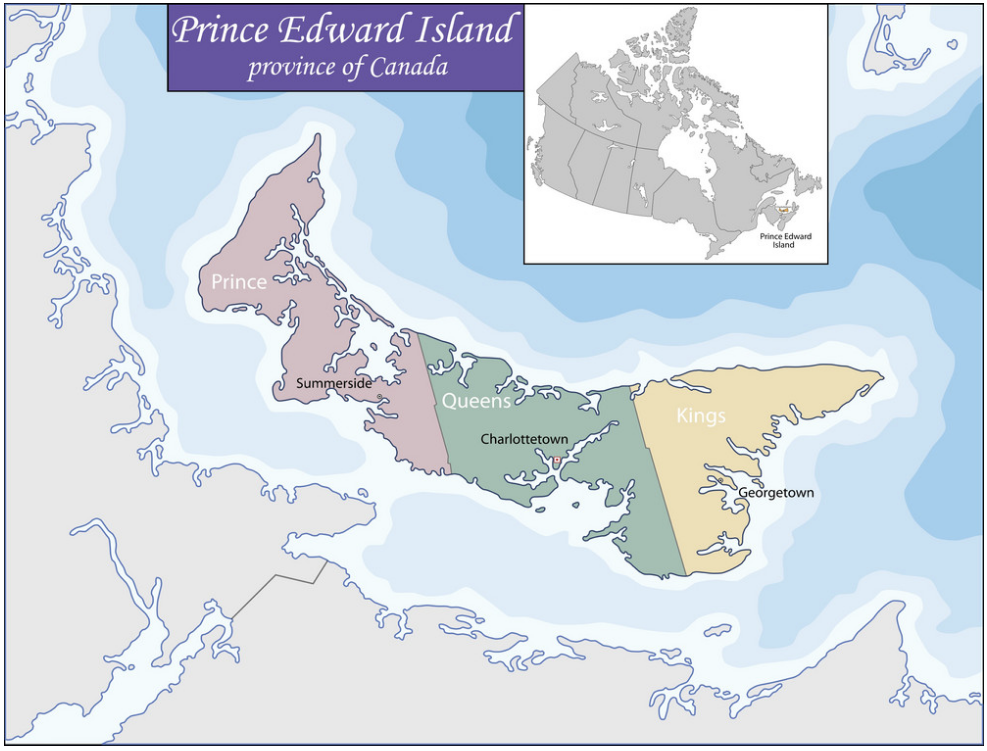 Prince Edward Island
province of Canada
Prince Edward
Island
Prince
Summerside
Queens
Kings
Charlottetown
Georgetown